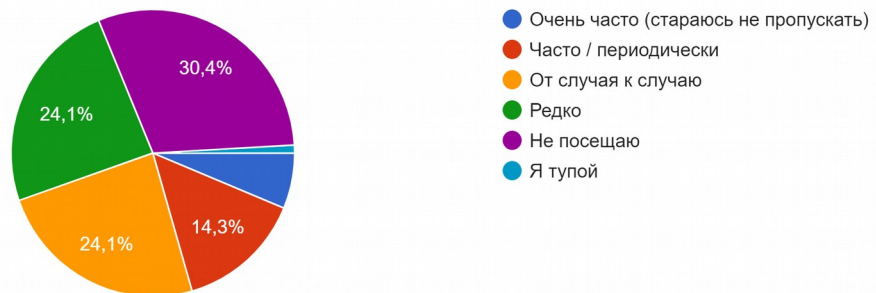 Очень часто (стараюсь не пропускать)
Часто / периодически
От случая к случаю
Редко
Не посещаю
Я тупой
30,4%
24,1%
14,3%
24,1%